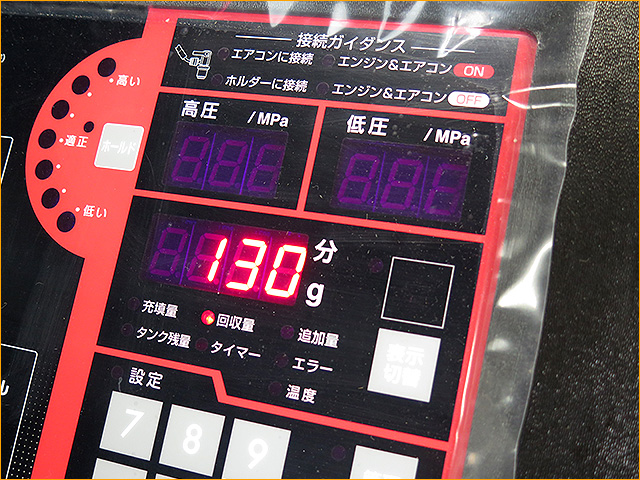 接続ガイダンス
エアコンに接続 エンジン&エアコン ON
ホルダーに接続 エンジン&エアコン OFF
高い
適正
低い
ホールド
高圧 /MPa
低圧 /MPa
130 分
g
充填量 回収量 追加量
タンク残量 タイマー エラー
温度
表示
切替
設定
7 8 9